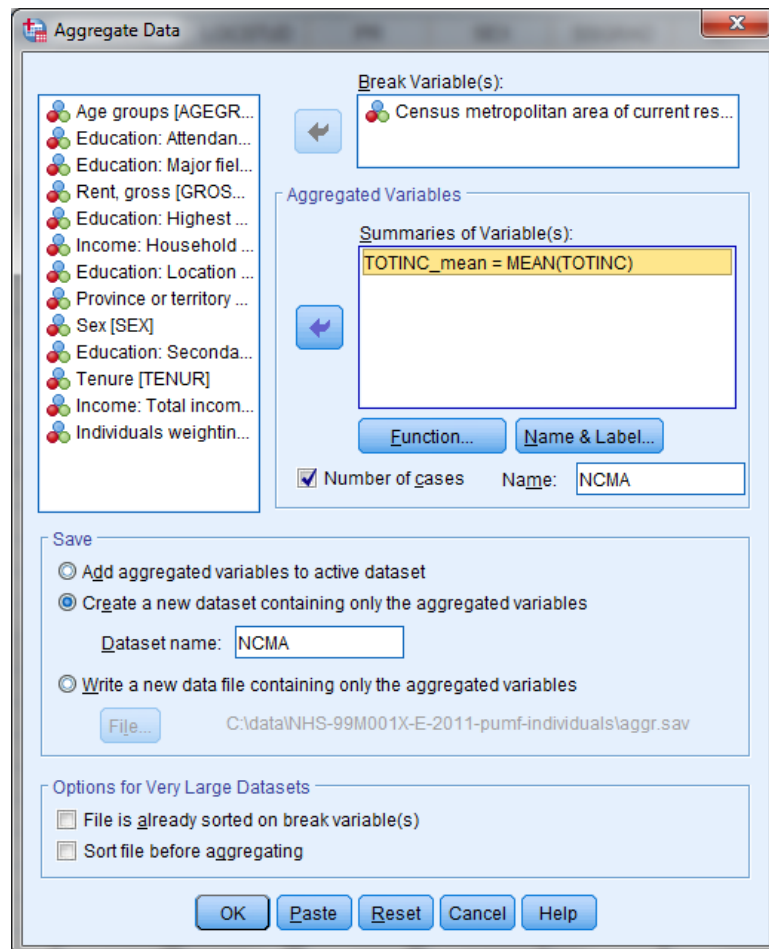 Aggregate Data
Break Variable(s):
Age groups [AGEGR...
Education: Attendan...
Education: Major fiel...
Rent, gross [GROS...
Education: Highest ...
Income: Household ...
Education: Location ...
Province or territory ...
Sex [SEX]
Education: Seconda...
Tenure [TENUR]
Income: Total incom...
Individuals weightin...
Census metropolitan area of current res...
Aggregated Variables
Summaries of Variable(s):
TOTINC_mean = MEAN(TOTINC)
Function...
Name & Label...
Number of cases
Name:
NCMA
Save
Add aggregated variables to active dataset
Create a new dataset containing only the aggregated variables
Dataset name:
NCMA
Write a new data file containing only the aggregated variables
File...
C:\data\NHS-99M001X-E-2011-pumf-individuals\aggr.sav
Options for Very Large Datasets
File is already sorted on break variable(s)
Sort file before aggregating
OK
Paste
Reset
Cancel
Help